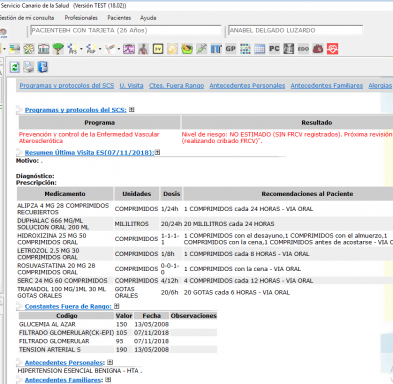 Servicio Canario de la Salud (Versión TEST (18.02))
Gestión de mi consulta Profesionales Pacientes Ayuda
PACIENTEBH CON TARJETA (26 Años) ANABEL DELGADO LUZARDO
IT GP PC EDO
Programas y protocolos del SCS U. Visita Ctes. Fuera Rango Antecedentes Personales Antecedentes Familiares Alergias
Programas y protocolos del SCS:
Programa Resultado
Prevención y control de la Enfermedad Vascular Aterosclerótica
Nivel de riesgo: NO ESTIMADO (SIN FRCV registrados). Próxima revisión
(realizando cribado FRCV)".
Resumen Última Visita ES(07/11/2018):
Motivo: .
Diagnóstico:
Prescripción:
Medicamento Unidades Dosis Recomendaciones al Paciente
ALIPZA 4 MG 28 COMPRIMIDOS RECUBIERTOS COMPRIMIDOS 1/24h 1 COMPRIMIDOS cada 24 HORAS - VIA ORAL
DUPHALAC 666 MG/ML SOLUCION ORAL 200 ML MILILITROS 20/24h 20 MILILITROS cada 24 HORAS
HIDROXIZINA 25 MG 50 COMPRIMIDOS ORAL COMPRIMIDOS 1-1-1-1 1 COMPRIMIDOS con el desayuno,1 COMPRIMIDOS con el almuerzo,1 COMPRIMIDOS con la cena,1 COMPRIMIDOS antes de acostarse - VIA
LETROZOL 2,5 MG 30 COMPRIMIDOS ORAL COMPRIMIDOS 1/8h 1 COMPRIMIDOS cada 8 HORAS - VIA ORAL
ROSUVASTATINA 20 MG 28 COMPRIMIDOS ORAL COMPRIMIDOS 0-0-1-0 1 COMPRIMIDOS con la cena - VIA ORAL
SERC 24 MG 60 COMPRIMIDOS COMPRIMIDOS 4/12h 4 COMPRIMIDOS cada 12 HORAS - VIA ORAL
TRAMADOL 100 MG/1ML 30 ML GOTAS ORALES GOTAS ORALES 20/6h 20 GOTAS cada 6 HORAS - VIA ORAL
Constantes Fuera de Rango:
Codigo Valor Fecha Observaciones
GLUCEMIA AL AZAR 150 13/05/2008
FILTRADO GLOMERULAR(CK-EPI) 105 07/11/2018
FILTRADO GLOMERULAR 95 07/11/2018
TENSION ARTERIAL S 190 13/05/2008
Antecedentes Personales:
HIPERTENSION ESENCIAL BENIGNA - HTA .
Antecedentes Familiares: